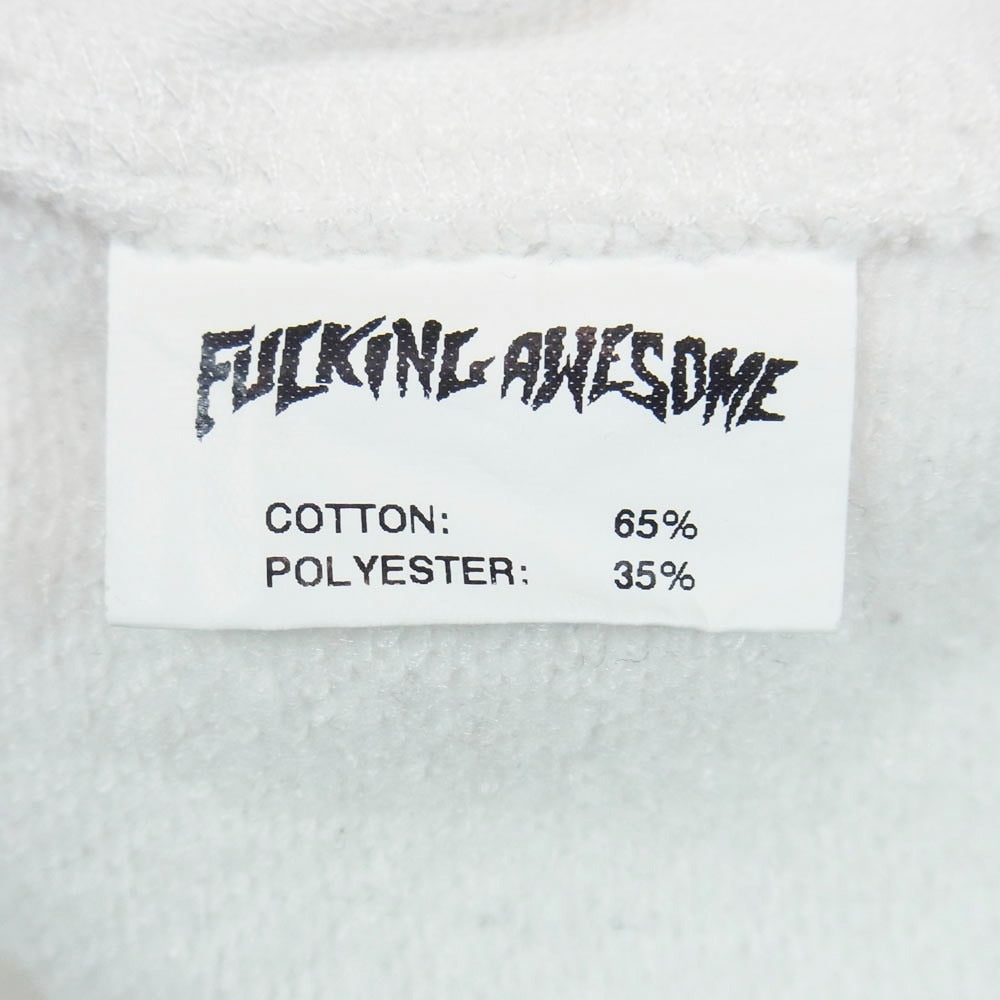 FUCKING AWESOME
COTTON: 65%
POLYESTER: 35%